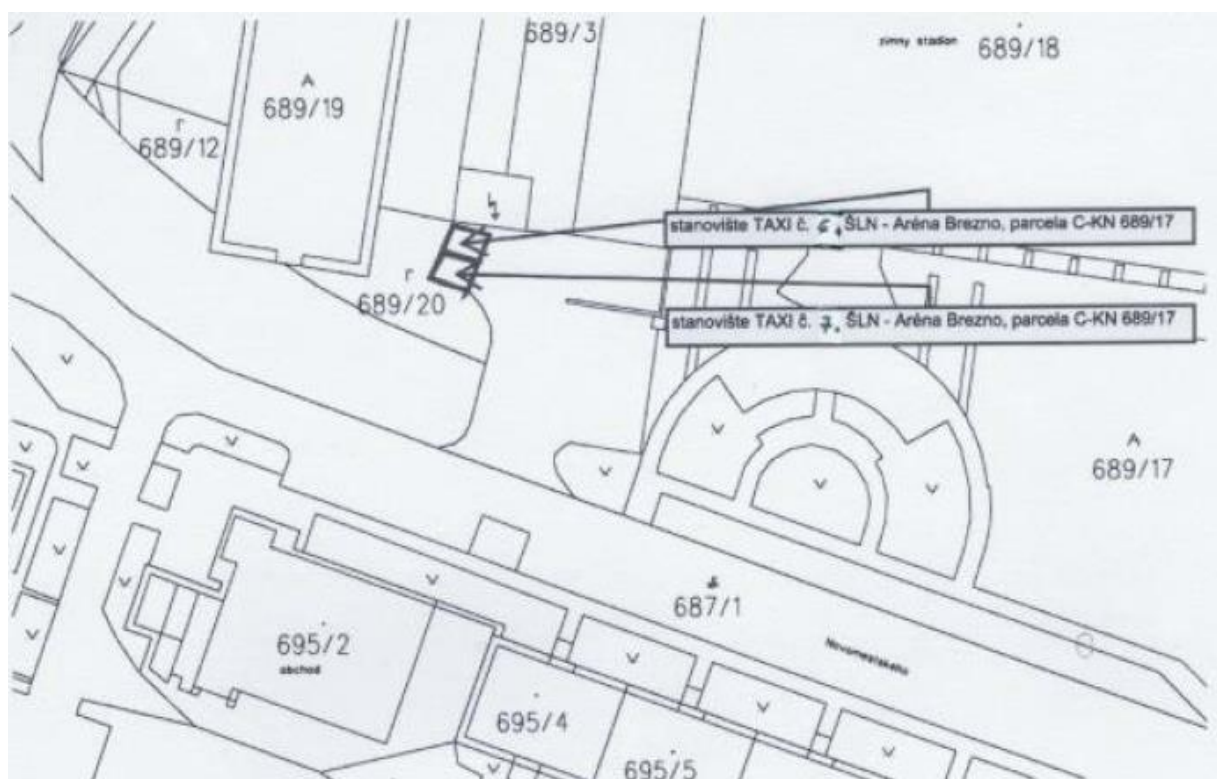 689/3
zimny stadion 689/18
689/19
689/12
stanovište TAXI č. 6, ŠLN - Aréna Brezno, parcela C-KN 689/17
689/20
stanovište TAXI č. 7, ŠLN - Aréna Brezno, parcela C-KN 689/17
689/17
687/1
695/2
obchod
Novomeského
695/4
695/5